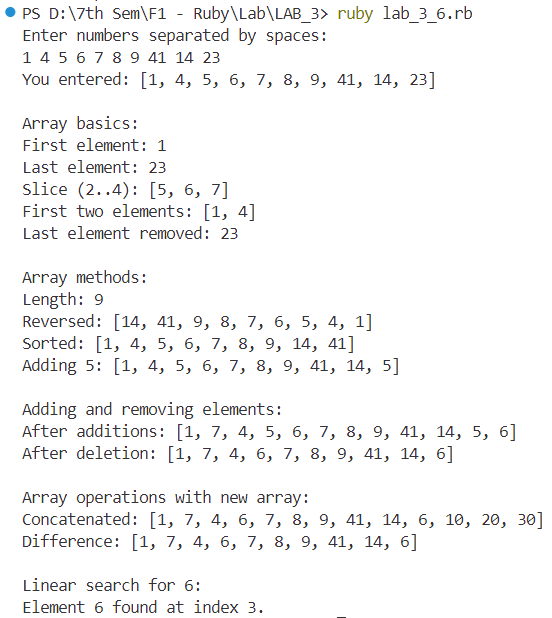 PS D:\7th Sem\F1 - Ruby\Lab\LAB_3> ruby lab_3_6.rb
Enter numbers separated by spaces:
1 4 5 6 7 8 9 41 14 23
You entered: [1, 4, 5, 6, 7, 8, 9, 41, 14, 23]
Array basics:
First element: 1
Last element: 23
Slice (2..4): [5, 6, 7]
First two elements: [1, 4]
Last element removed: 23
Array methods:
Length: 9
Reversed: [14, 41, 9, 8, 7, 6, 5, 4, 1]
Sorted: [1, 4, 5, 6, 7, 8, 9, 14, 41]
Adding 5: [1, 4, 5, 6, 7, 8, 9, 41, 14, 5]
Adding and removing elements:
After additions: [1, 7, 4, 5, 6, 7, 8, 9, 41, 14, 5, 6]
After deletion: [1, 7, 4, 6, 7, 8, 9, 41, 14, 6]
Array operations with new array:
Concatenated: [1, 7, 4, 6, 7, 8, 9, 41, 14, 6, 10, 20, 30]
Difference: [1, 7, 4, 6, 7, 8, 9, 41, 14, 6]
Linear search for 6:
Element 6 found at index 3.